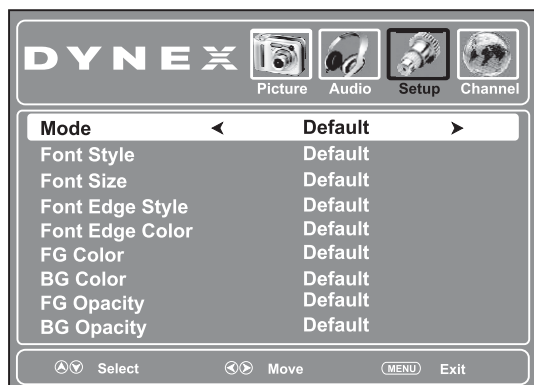 DYNEX
Picture Audio Setup Channel
Mode Default
Font Style Default
Font Size Default
Font Edge Style Default
Font Edge Color Default
FG Color Default
BG Color Default
FG Opacity Default
BG Opacity Default
Select Move MENU Exit